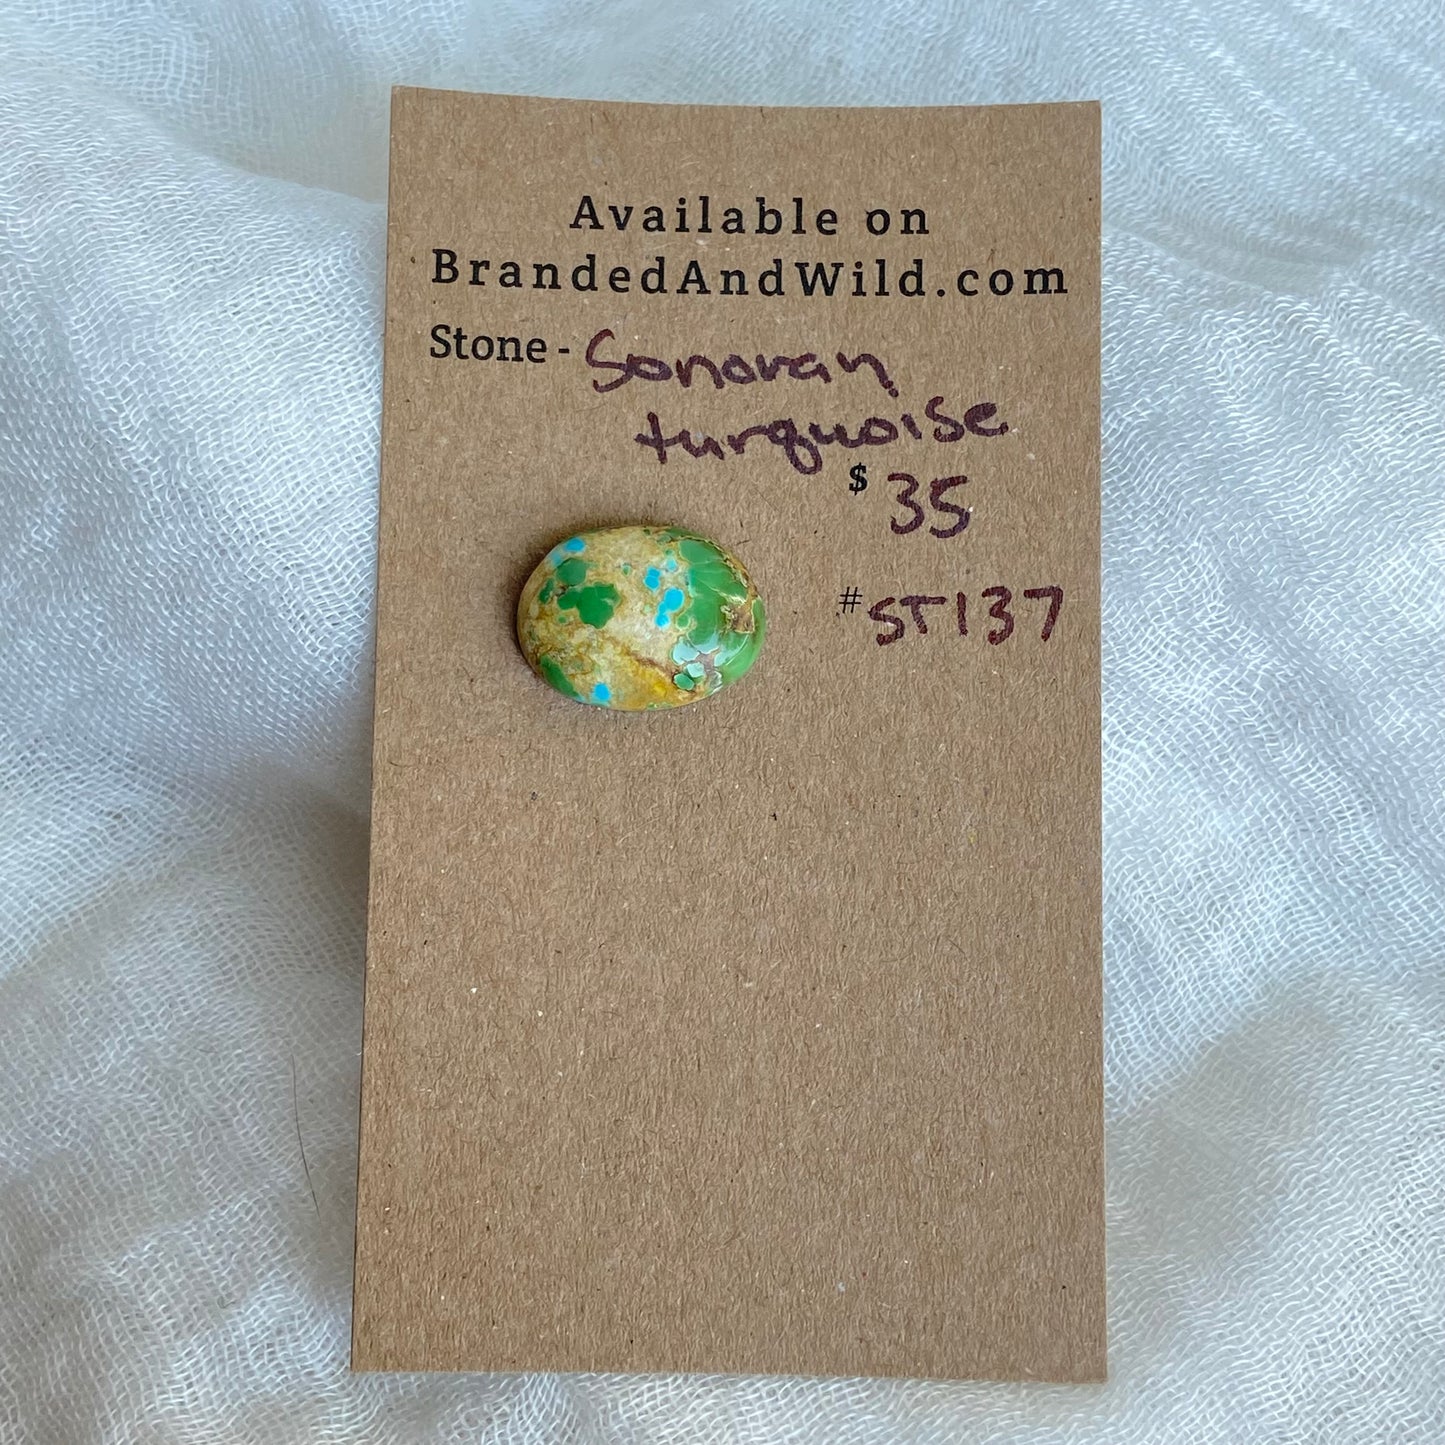 Available on
BrandedAndWild.com
Stone - Sonoran
turquoise
$ 35
# ST137